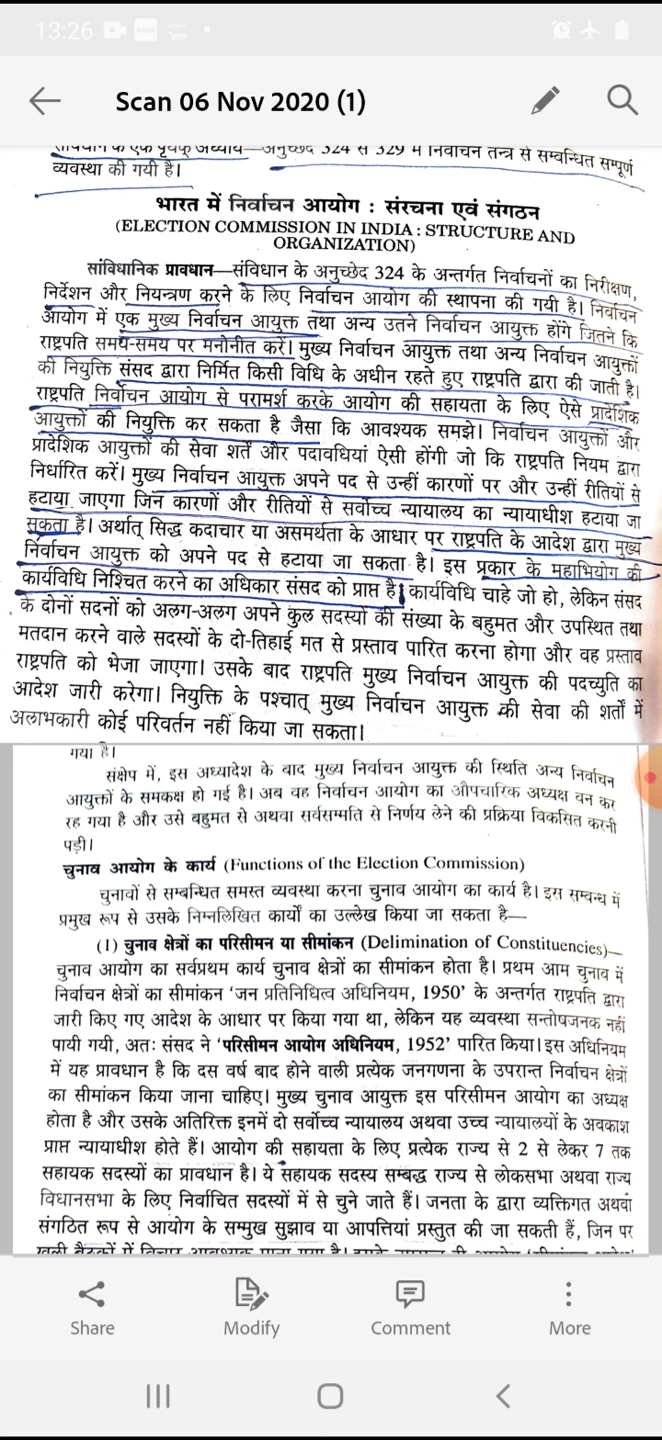 13:26
Scan 06 Nov 2020 (1)
अनुच्छेद 324 से 329 में निर्वाचन तन्त्र से सम्बन्धित सम्पूर्ण
व्यवस्था की गयी है।
भारत में निर्वाचन आयोग : संरचना एवं संगठन
(ELECTION COMMISSION IN INDIA : STRUCTURE AND
ORGANIZATION)
सांविधानिक प्रावधान—संविधान के अनुच्छेद 324 के अन्तर्गत निर्वाचनों का निरीक्षण,
निर्देशन और नियन्त्रण करने के लिए निर्वाचन आयोग की स्थापना की गयी है। निर्वाचन
आयोग में एक मुख्य निर्वाचन आयुक्त तथा अन्य उतने निर्वाचन आयुक्त होंगे जितने कि
राष्ट्रपति समय-समय पर मनोनीत करें। मुख्य निर्वाचन आयुक्त तथा अन्य निर्वाचन आयुक्तों
की नियुक्ति संसद द्वारा निर्मित किसी विधि के अधीन रहते हुए राष्ट्रपति द्वारा की जाती है।
राष्ट्रपति निर्वाचन आयोग से परामर्श करके आयोग की सहायता के लिए ऐसे प्रादेशिक
आयुक्तों की नियुक्ति कर सकता है जैसा कि आवश्यक समझे। निर्वाचन आयुक्तों और
प्रादेशिक आयुक्तों की सेवा शर्तें और पदावधियां ऐसी होंगी जो कि राष्ट्रपति नियम द्वारा
निर्धारित करें। मुख्य निर्वाचन आयुक्त अपने पद से उन्हीं कारणों पर और उन्हीं रीतियों से
हटाया जाएगा जिन कारणों और रीतियों से सर्वोच्च न्यायालय का न्यायाधीश हटाया जा
सकता है। अर्थात् सिद्ध कदाचार या असमर्थता के आधार पर राष्ट्रपति के आदेश द्वारा मुख्य
निर्वाचन आयुक्त को अपने पद से हटाया जा सकता है। इस प्रकार के महाभियोग की
कार्यविधि निश्चित करने का अधिकार संसद को प्राप्त है। कार्यविधि चाहे जो हो, लेकिन संसद
के दोनों सदनों को अलग-अलग अपने कुल सदस्यों की संख्या के बहुमत और उपस्थित तथा
मतदान करने वाले सदस्यों के दो-तिहाई मत से प्रस्ताव पारित करना होगा और वह प्रस्ताव
राष्ट्रपति को भेजा जाएगा। उसके बाद राष्ट्रपति मुख्य निर्वाचन आयुक्त की पदच्युति का
आदेश जारी करेगा। नियुक्ति के पश्चात् मुख्य निर्वाचन आयुक्त की सेवा की शर्तों में
अलाभकारी कोई परिवर्तन नहीं किया जा सकता।
गया है।
संक्षेप में, इस अध्यादेश के बाद मुख्य निर्वाचन आयुक्त की स्थिति अन्य निर्वाचन
आयुक्तों के समकक्ष हो गई है। अब वह निर्वाचन आयोग का औपचारिक अध्यक्ष बन कर
रह गया है और उसे बहुमत से अथवा सर्वसम्मति से निर्णय लेने की प्रक्रिया विकसित करनी
पड़ी।
चुनाव आयोग के कार्य (Functions of the Election Commission)
चुनावों से सम्बन्धित समस्त व्यवस्था करना चुनाव आयोग का कार्य है। इस सम्बन्ध में
प्रमुख रूप से उसके निम्नलिखित कार्यों का उल्लेख किया जा सकता है—
(1) चुनाव क्षेत्रों का परिसीमन या सीमांकन (Delimination of Constituencies)—
चुनाव आयोग का सर्वप्रथम कार्य चुनाव क्षेत्रों का सीमांकन होता है। प्रथम आम चुनाव में
निर्वाचन क्षेत्रों का सीमांकन 'जन प्रतिनिधित्व अधिनियम, 1950' के अन्तर्गत राष्ट्रपति द्वारा
जारी किए गए आदेश के आधार पर किया गया था, लेकिन यह व्यवस्था सन्तोषजनक नहीं
पायी गयी, अतः संसद ने 'परिसीमन आयोग अधिनियम, 1952' पारित किया। इस अधिनियम
में यह प्रावधान है कि दस वर्ष बाद होने वाली प्रत्येक जनगणना के उपरान्त निर्वाचन क्षेत्रों
का सीमांकन किया जाना चाहिए। मुख्य चुनाव आयुक्त इस परिसीमन आयोग का अध्यक्ष
होता है और उसके अतिरिक्त इनमें दो सर्वोच्च न्यायालय अथवा उच्च न्यायालयों के अवकाश
प्राप्त न्यायाधीश होते हैं। आयोग की सहायता के लिए प्रत्येक राज्य से 2 से लेकर 7 तक
सहायक सदस्यों का प्रावधान है। ये सहायक सदस्य सम्बद्ध राज्य से लोकसभा अथवा राज्य
विधानसभा के लिए निर्वाचित सदस्यों में से चुने जाते हैं। जनता के द्वारा व्यक्तिगत अथवा
संगठित रूप से आयोग के सम्मुख सुझाव या आपत्तियां प्रस्तुत की जा सकती हैं, जिन पर
Share Modify Comment More